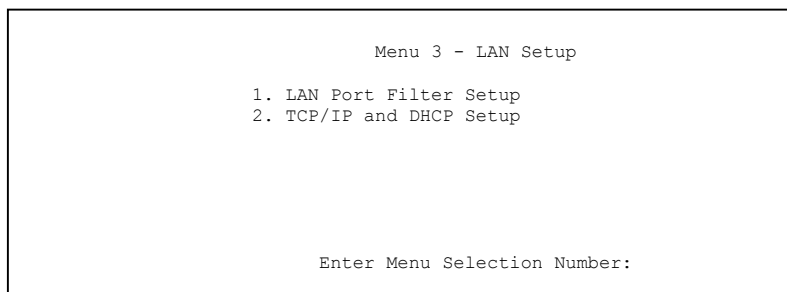 Menu 3 - LAN Setup
1. LAN Port Filter Setup
2. TCP/IP and DHCP Setup
Enter Menu Selection Number: